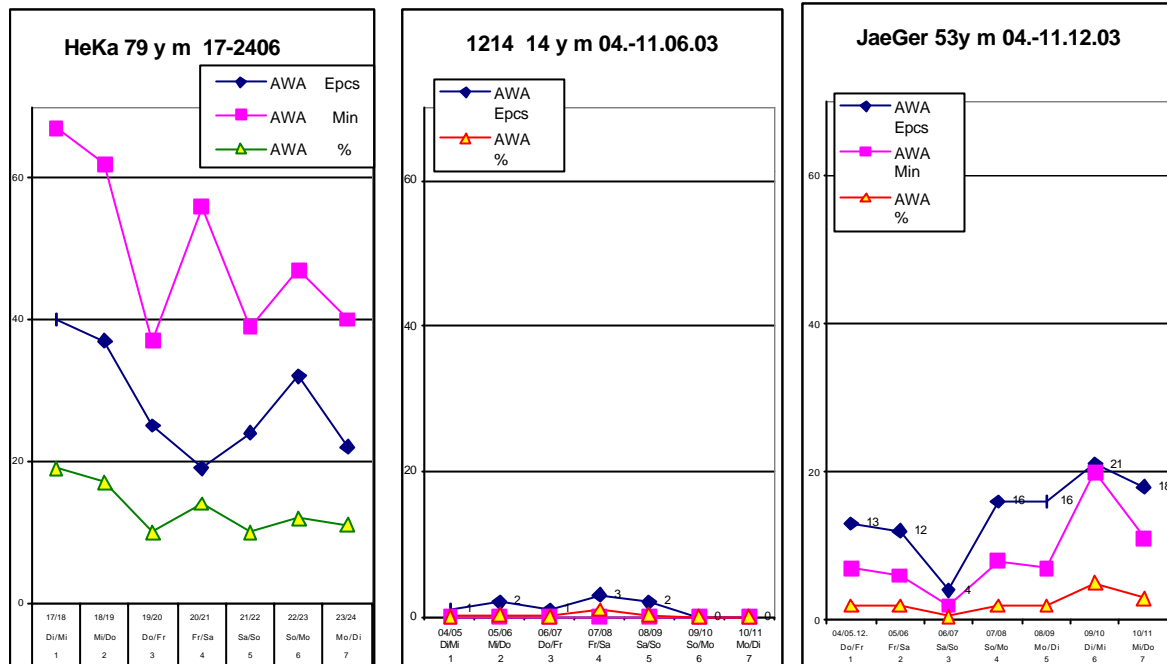 HeKa 79 y m 17-2406
AWA Epcs
AWA Min
AWA %
60
40
20
0
17/18 18/19 19/20 20/21 21/22 22/23 23/24
Di/Mi Mi/Do Do/Fr Fr/Sa Sa/So So/Mo Mo/Di
1 2 3 4 5 6 7
1214 14 y m 04.-11.06.03
AWA
Epcs
AWA
%
60
40
20
0
1 2 1 3 2 0 0
04/05 05/06 06/07 07/08 08/09 09/10 10/11
Di/Mi Mi/Do Do/Fr Fr/Sa Sa/So So/Mo Mo/Di
1 2 3 4 5 6 7
JaeGer 53y m 04.-11.12.03
AWA
Epcs
AWA
Min
AWA
%
60
40
20
0
13 12 4 16 16 21 18
04/05.12. 05/06 06/07 07/08 08/09 09/10 10/11
Do/Fr Fr/Sa Sa/So So/Mo Mo/Di Di/Mi Mi/Do
1 2 3 4 5 6 7